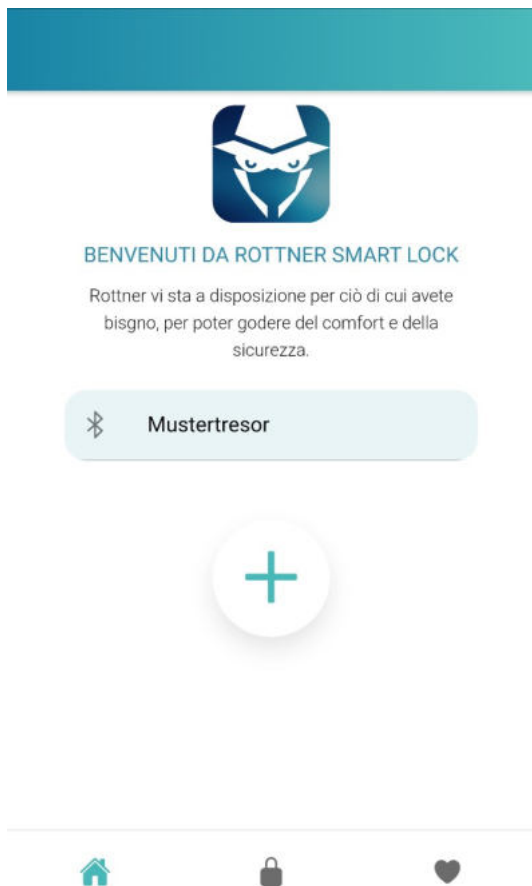 BENVENUTI DA ROTTNER SMART LOCK
Rottner vi sta a disposizione per ciò di cui avete
bisgno, per poter godere del comfort e della
sicurezza.
Mustertresor